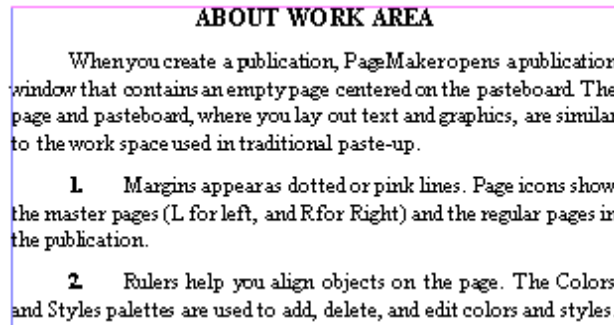 ABOUT WORK AREA
When you create a publication, PageMaker opens a publication
window that contains an empty page centered on the pasteboard. The
page and pasteboard, where you lay out text and graphics, are similar
to the work space used in traditional paste-up.
1. Margins appear as dotted or pink lines. Page icons show
the master pages (L for left, and R for Right) and the regular pages in
the publication.
2. Rulers help you align objects on the page. The Colors
and Styles palettes are used to add, delete, and edit colors and styles